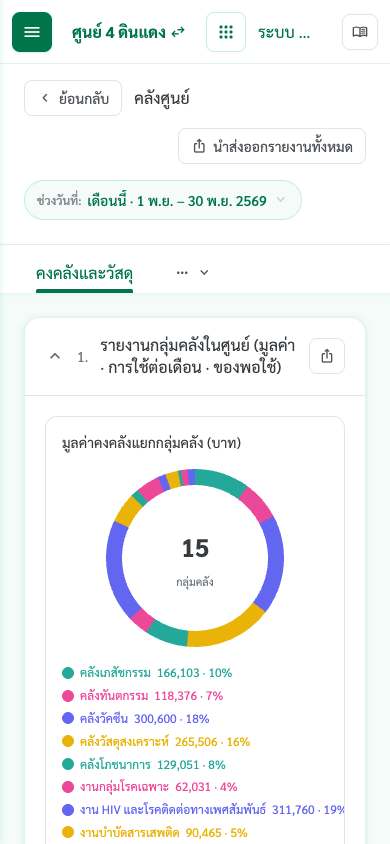 ศูนย์ 4 ดินแดง
ระบบ ...
ย้อนกลับ
คลังศูนย์
นำส่งออกรายงานทั้งหมด
ช่วงวันที่: เดือนนี้ · 1 พ.ย. – 30 พ.ย. 2569
คงคลังและวัสดุ
...
1. รายงานกลุ่มคลังในศูนย์ (มูลค่า
· การใช้ต่อเดือน · ของพอใช้)
มูลค่าคงคลังแยกกลุ่มคลัง (บาท)
15
กลุ่มคลัง
คลังเภสัชกรรม 166,103 · 10%
คลังทันตกรรม 118,376 · 7%
คลังวัคซีน 300,600 · 18%
คลังวัสดุสงเคราะห์ 265,506 · 16%
คลังโภชนาการ 129,051 · 8%
งานกลุ่มโรคเฉพาะ 62,031 · 4%
งาน HIV และโรคติดต่อทางเพศสัมพันธ์ 311,760 · 19%
งานบำบัดสารเสพติด 90,465 · 5%